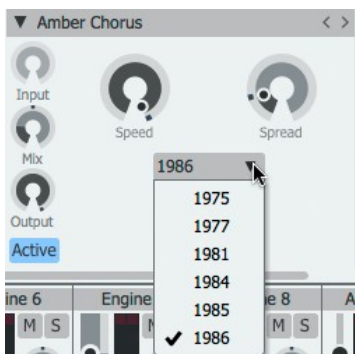 ▼ Amber Chorus < >
Input
Speed
Spread
Mix
1986 ▼
Output
Active
1975
1977
1981
1984
1985
✓ 1986
ine 6
Engine
e 8
A
M S
M S